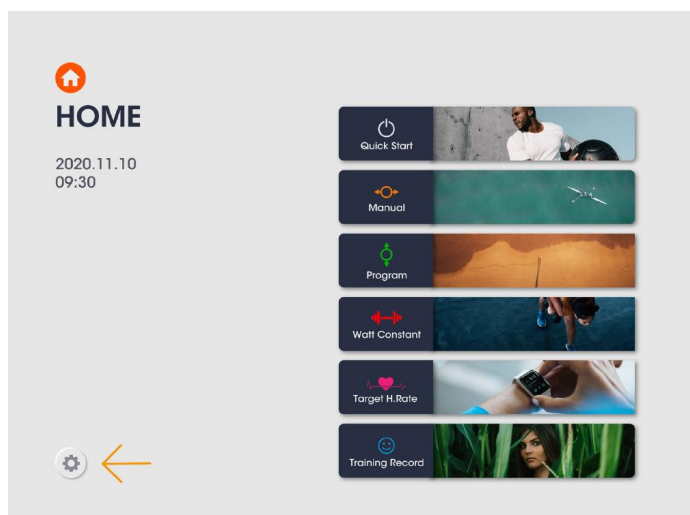 HOME
2020.11.10
09:30
Quick Start
Manual
Program
Watt Constant
Target H.Rate
Training Record